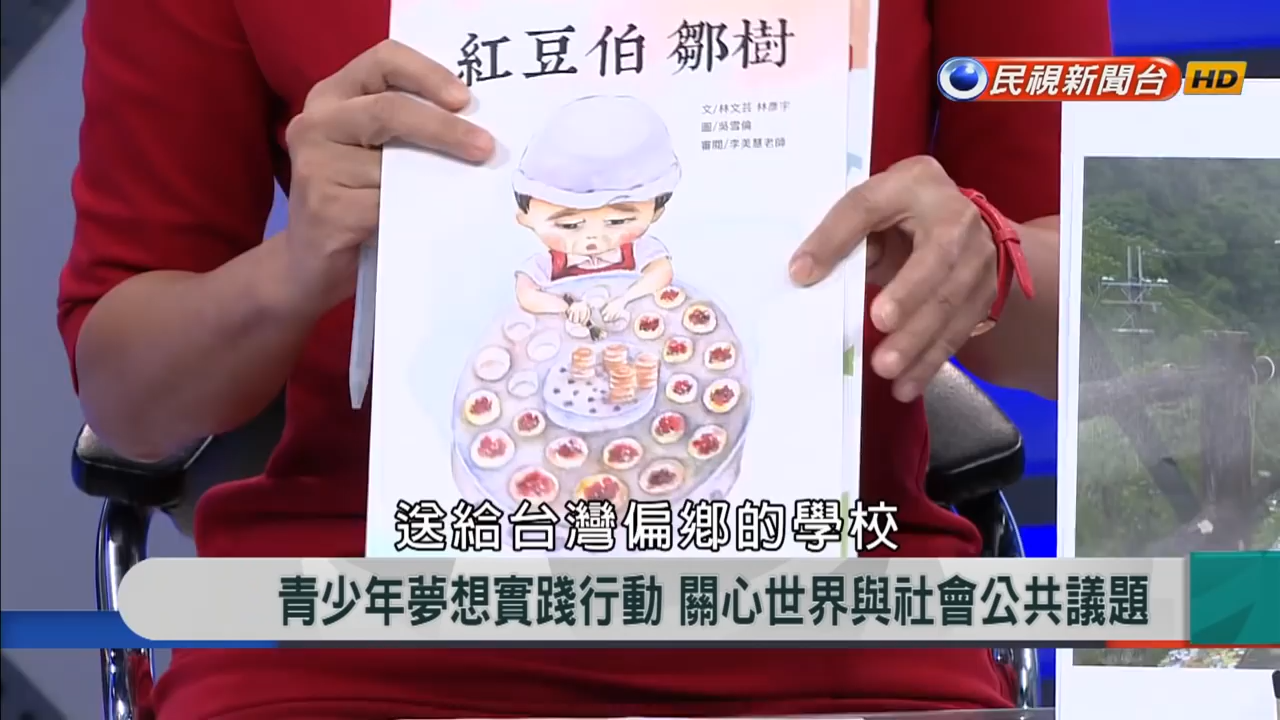 紅豆伯 鄒樹
文/林文芸 林彥宇
圖/吳雪倫
審閱/李美慧老師
民視新聞台 HD
送給台灣偏鄉的學校
青少年夢想實踐行動 關心世界與社會公共議題